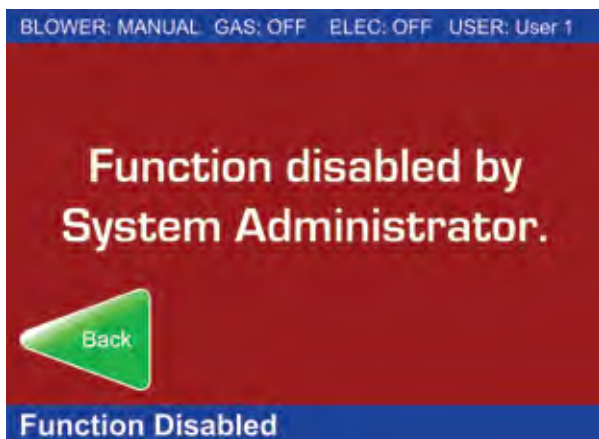 BLOWER: MANUAL GAS: OFF ELEC: OFF USER: User 1
Function disabled by
System Administrator.
Back
Function Disabled